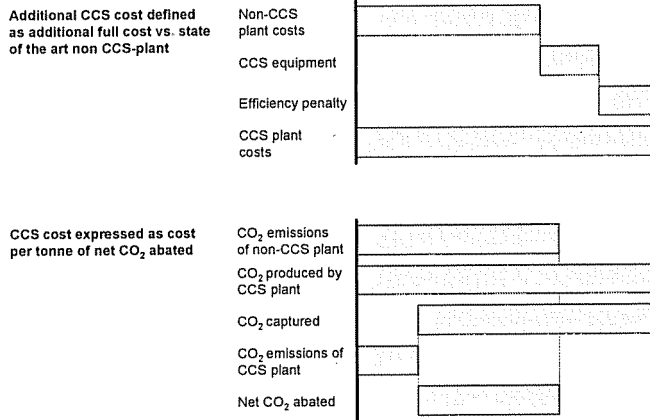 Additional CCS cost defined
as additional full cost vs. state
of the art non CCS-plant
Non-CCS
plant costs
CCS equipment
Efficiency penalty
CCS plant
costs
CCS cost expressed as cost
per tonne of net CO₂ abated
CO₂ emissions
of non-CCS plant
CO₂ produced by
CCS plant
CO₂ captured
CO₂ emissions of
CCS plant
Net CO₂ abated